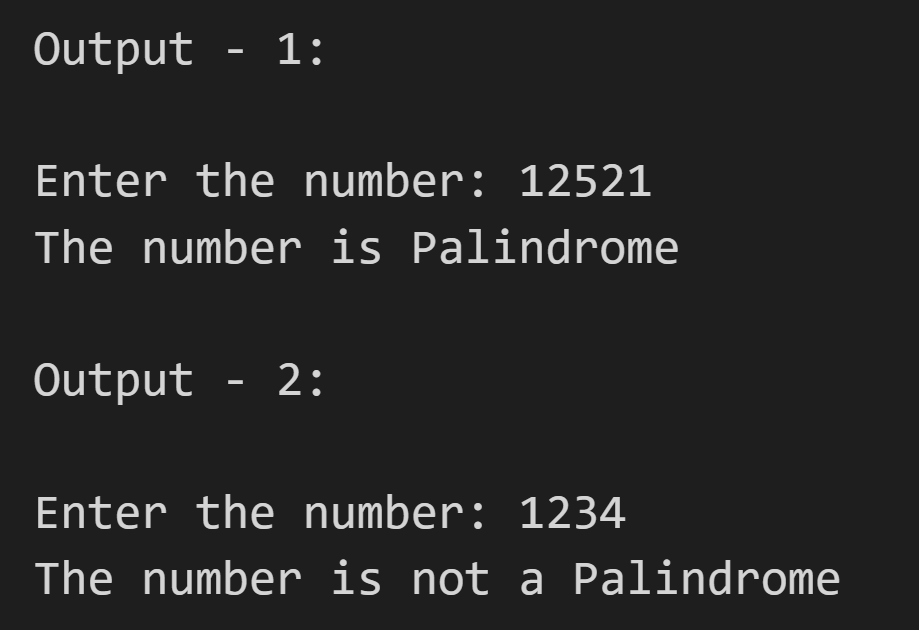 Output - 1:
Enter the number: 12521
The number is Palindrome
Output - 2:
Enter the number: 1234
The number is not a Palindrome